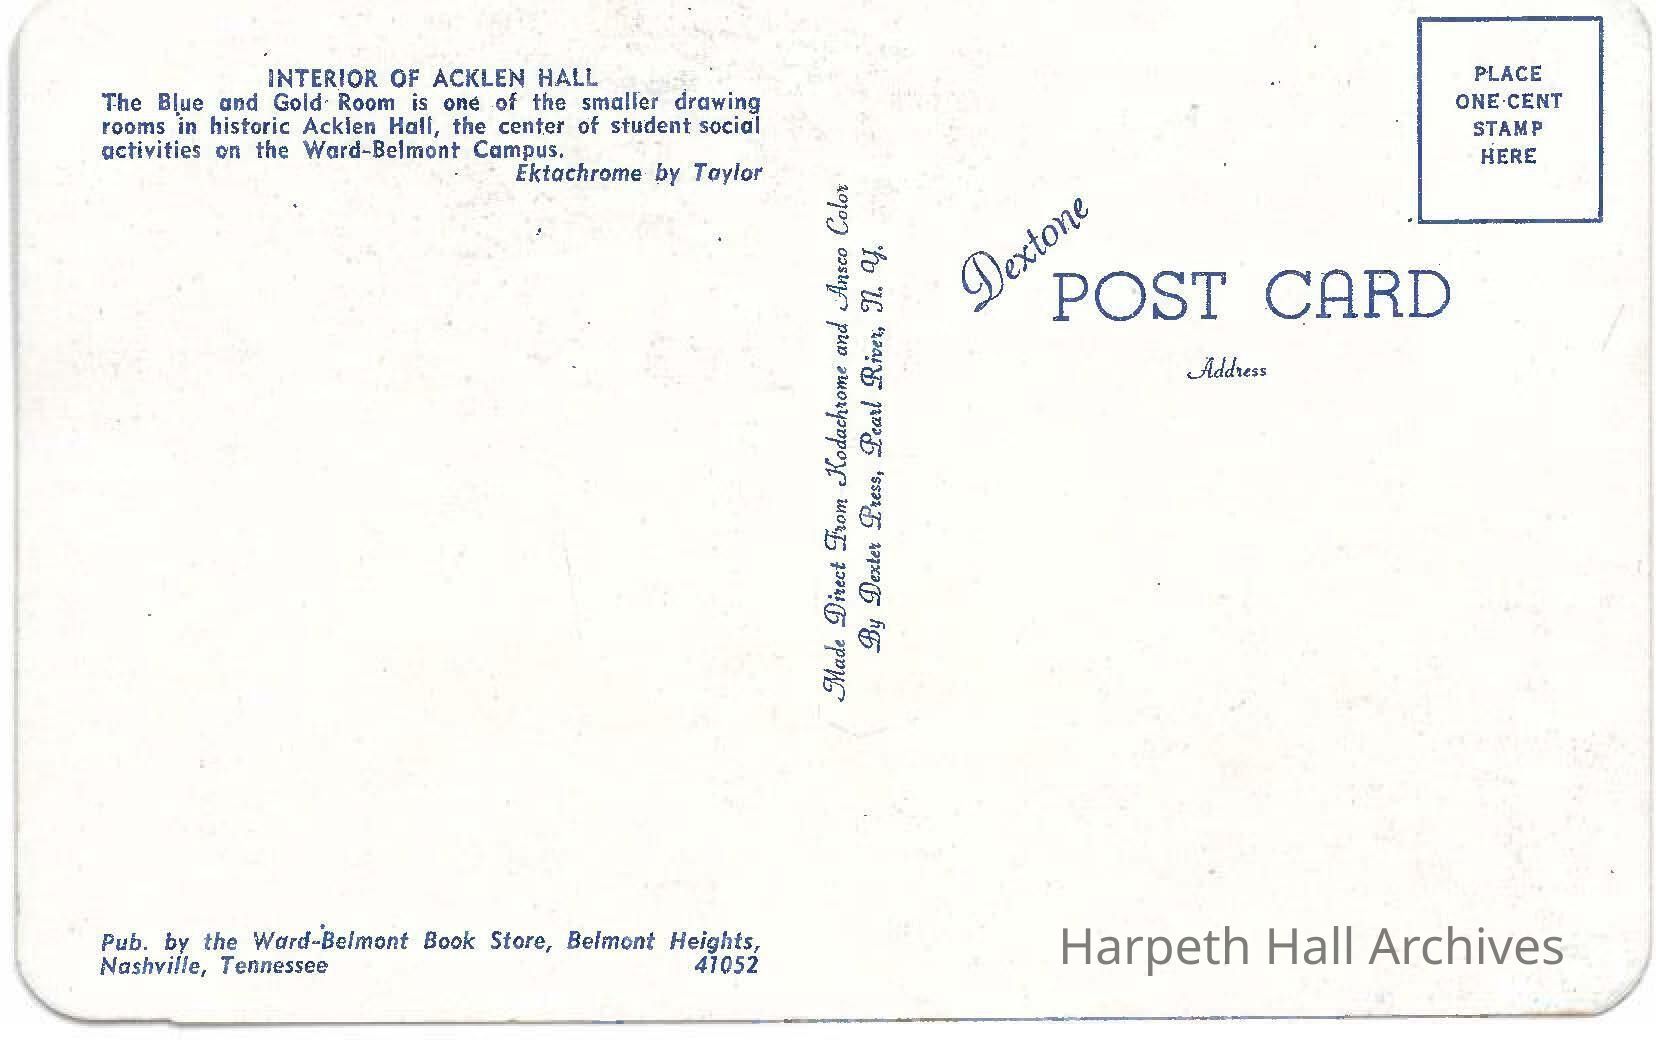 INTERIOR OF ACKLEN HALL
The Blue and Gold Room is one of the smaller drawing
rooms in historic Acklen Hall, the center of student social
activities on the Ward-Belmont Campus.
Ektachrome by Taylor
Pub. by the Ward-Belmont Book Store, Belmont Heights,
Nashville, Tennessee 41052
Made Direct From Kodachrome and Ansco Color
By Dexter Press, Pearl River, N. Y.
PLACE
ONE CENT
STAMP
HERE
Dextone
POST CARD
Address
Harpeth Hall Archives